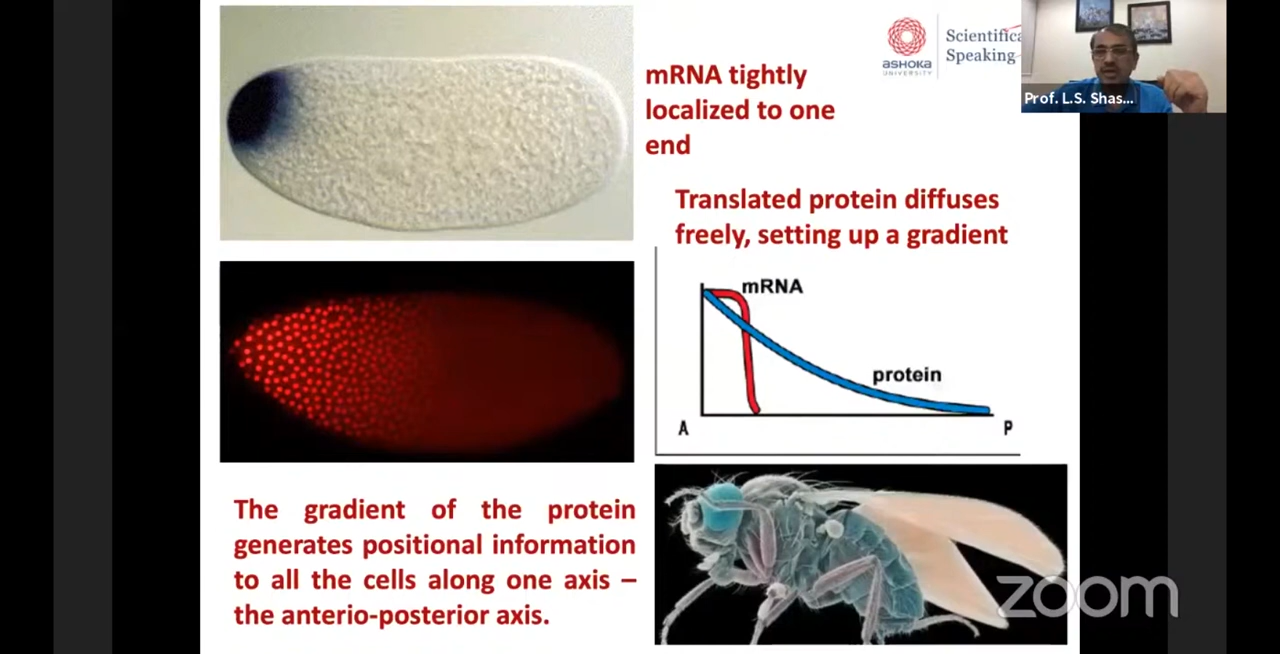 mRNA tightly
localized to one
end
ASHOKA
UNIVERSITY
Speaking
Prof. L.S. Shas...
Translated protein diffuses
freely, setting up a gradient
mRNA
protein
A
P
The gradient of the protein
generates positional information
to all the cells along one axis –
the anterio-posterior axis.
zoom